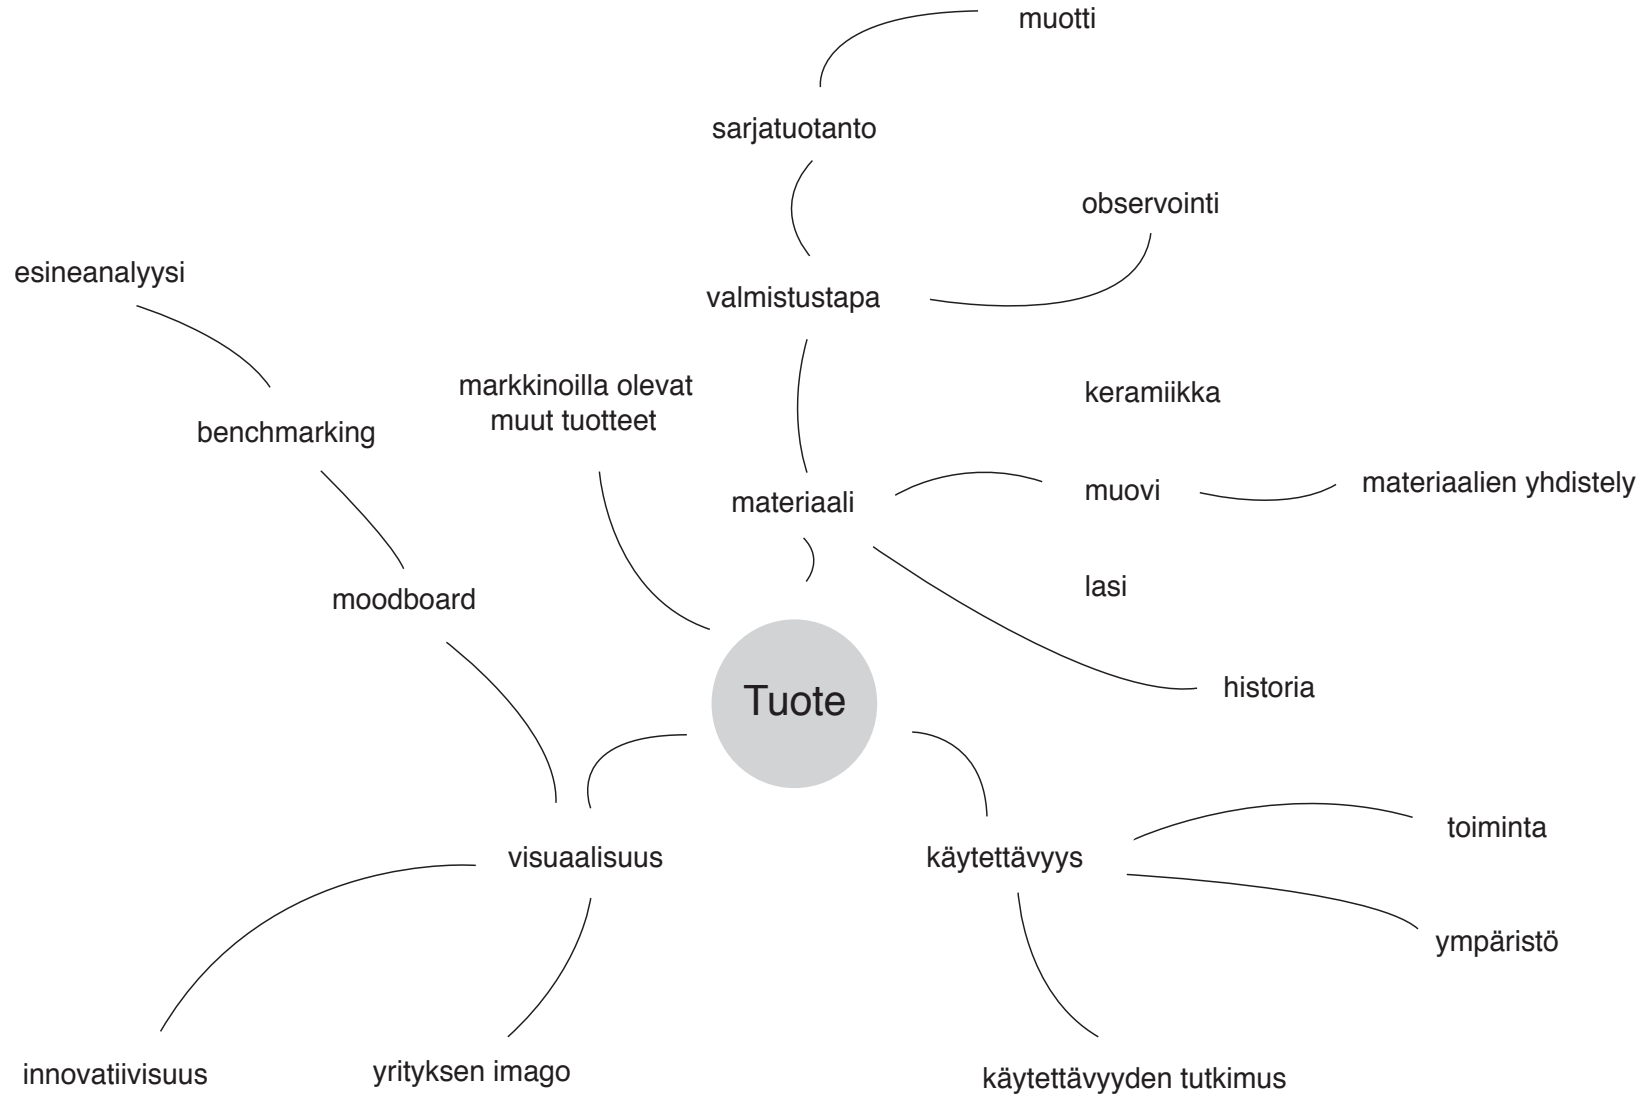 muotti
sarjatuotanto
observointi
esineanalyysi
valmistustapa
markkinoilla olevat
muut tuotteet
keramiikka
benchmarking
materiaali
muovi
materiaalien yhdistely
moodboard
lasi
Tuote
historia
visuaalisuus
käytettävyys
toiminta
ympäristö
innovatiivisuus
yrityksen imago
käytettävyyden tutkimus